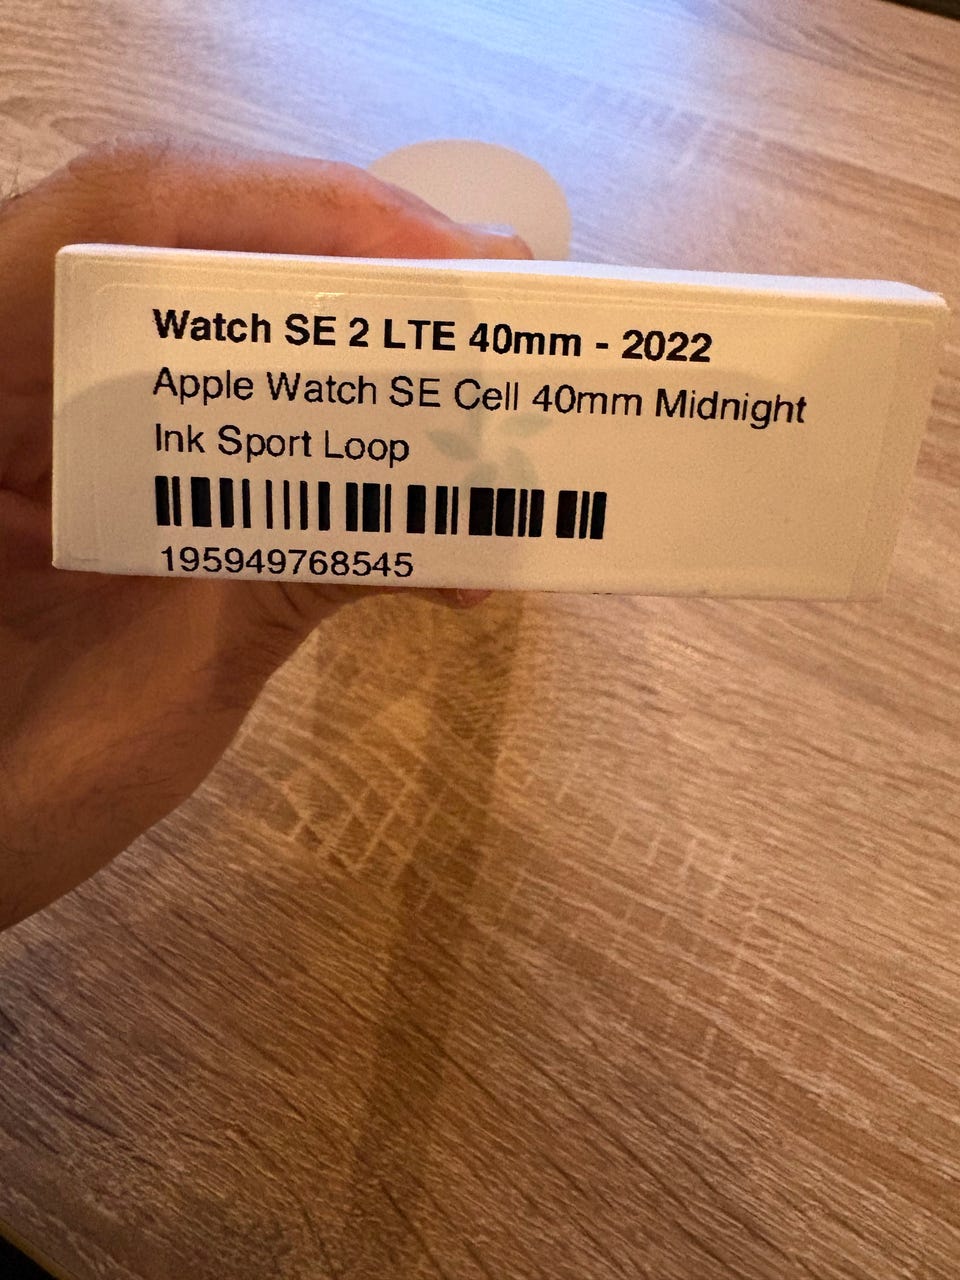 Watch SE 2 LTE 40mm - 2022
Apple Watch SE Cell 40mm Midnight
Ink Sport Loop
195949768545